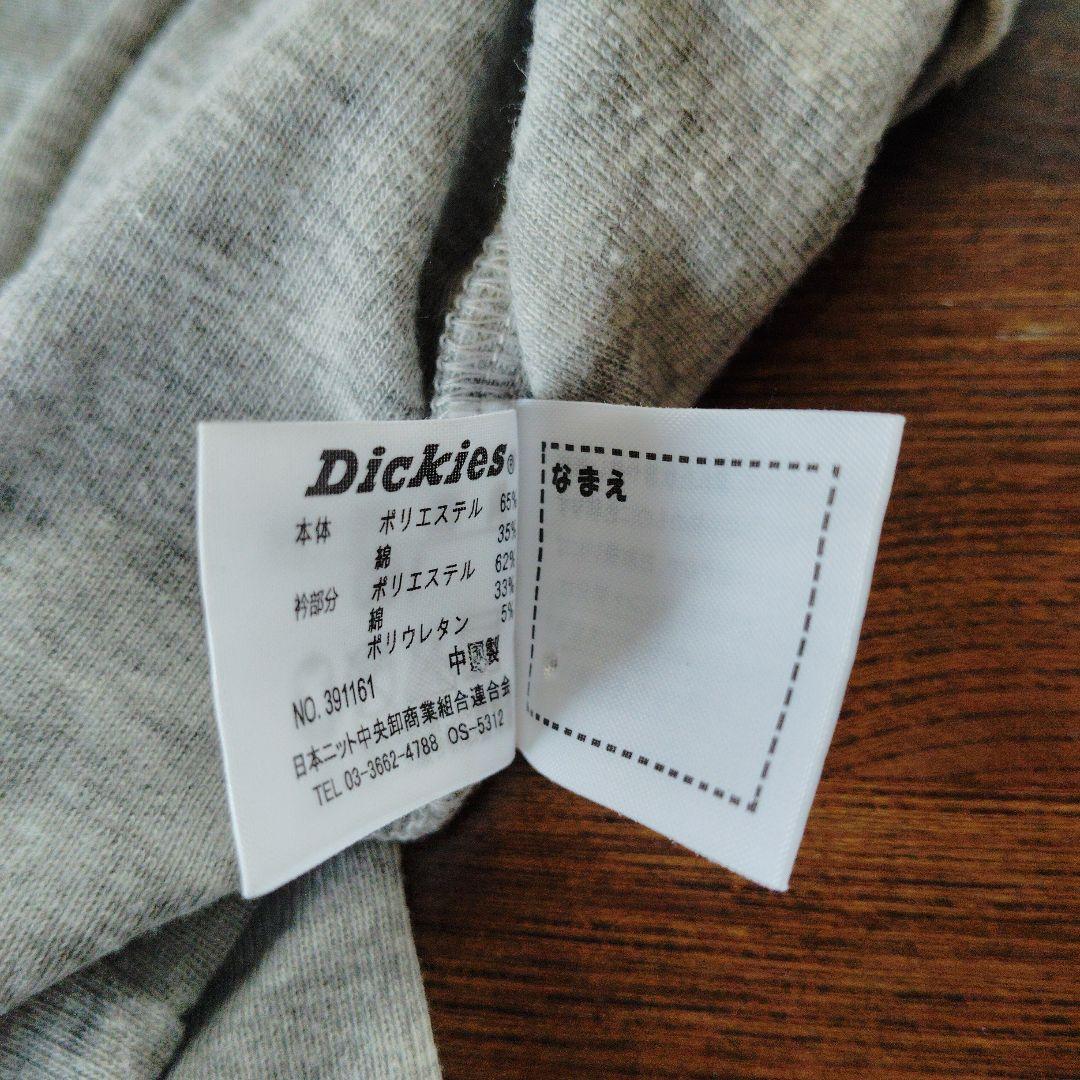 Dickies®
本体 ポリエステル 65%
綿 35%
衿部分 ポリエステル 62%
綿 33%
ポリウレタン 5%
中国製
NO. 391161
日本ニット中央卸商業組合連合会
TEL 03-3662-4788 OS-5312
なまえ